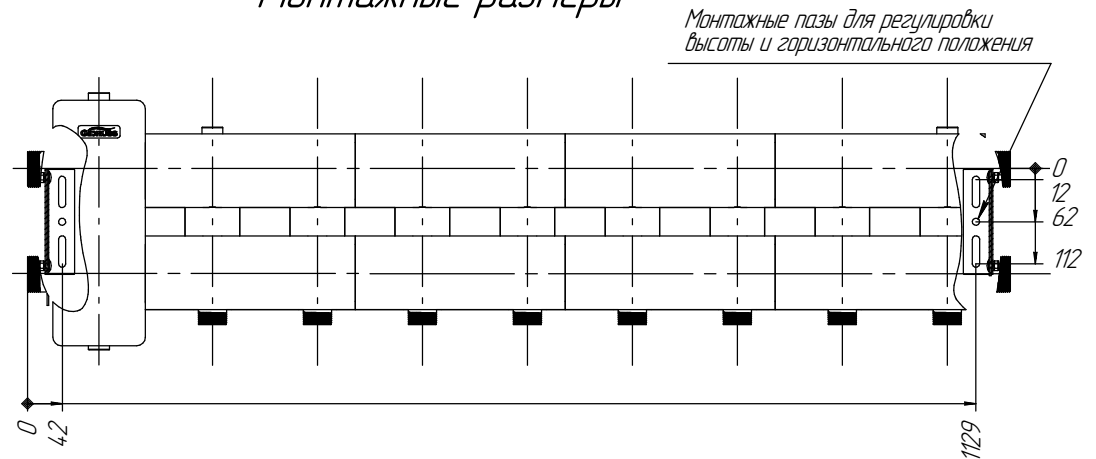 Монтажные размеры
Монтажные пазы для регулировки
высоты и горизонтального положения
0
12
62
112
0
42
1129